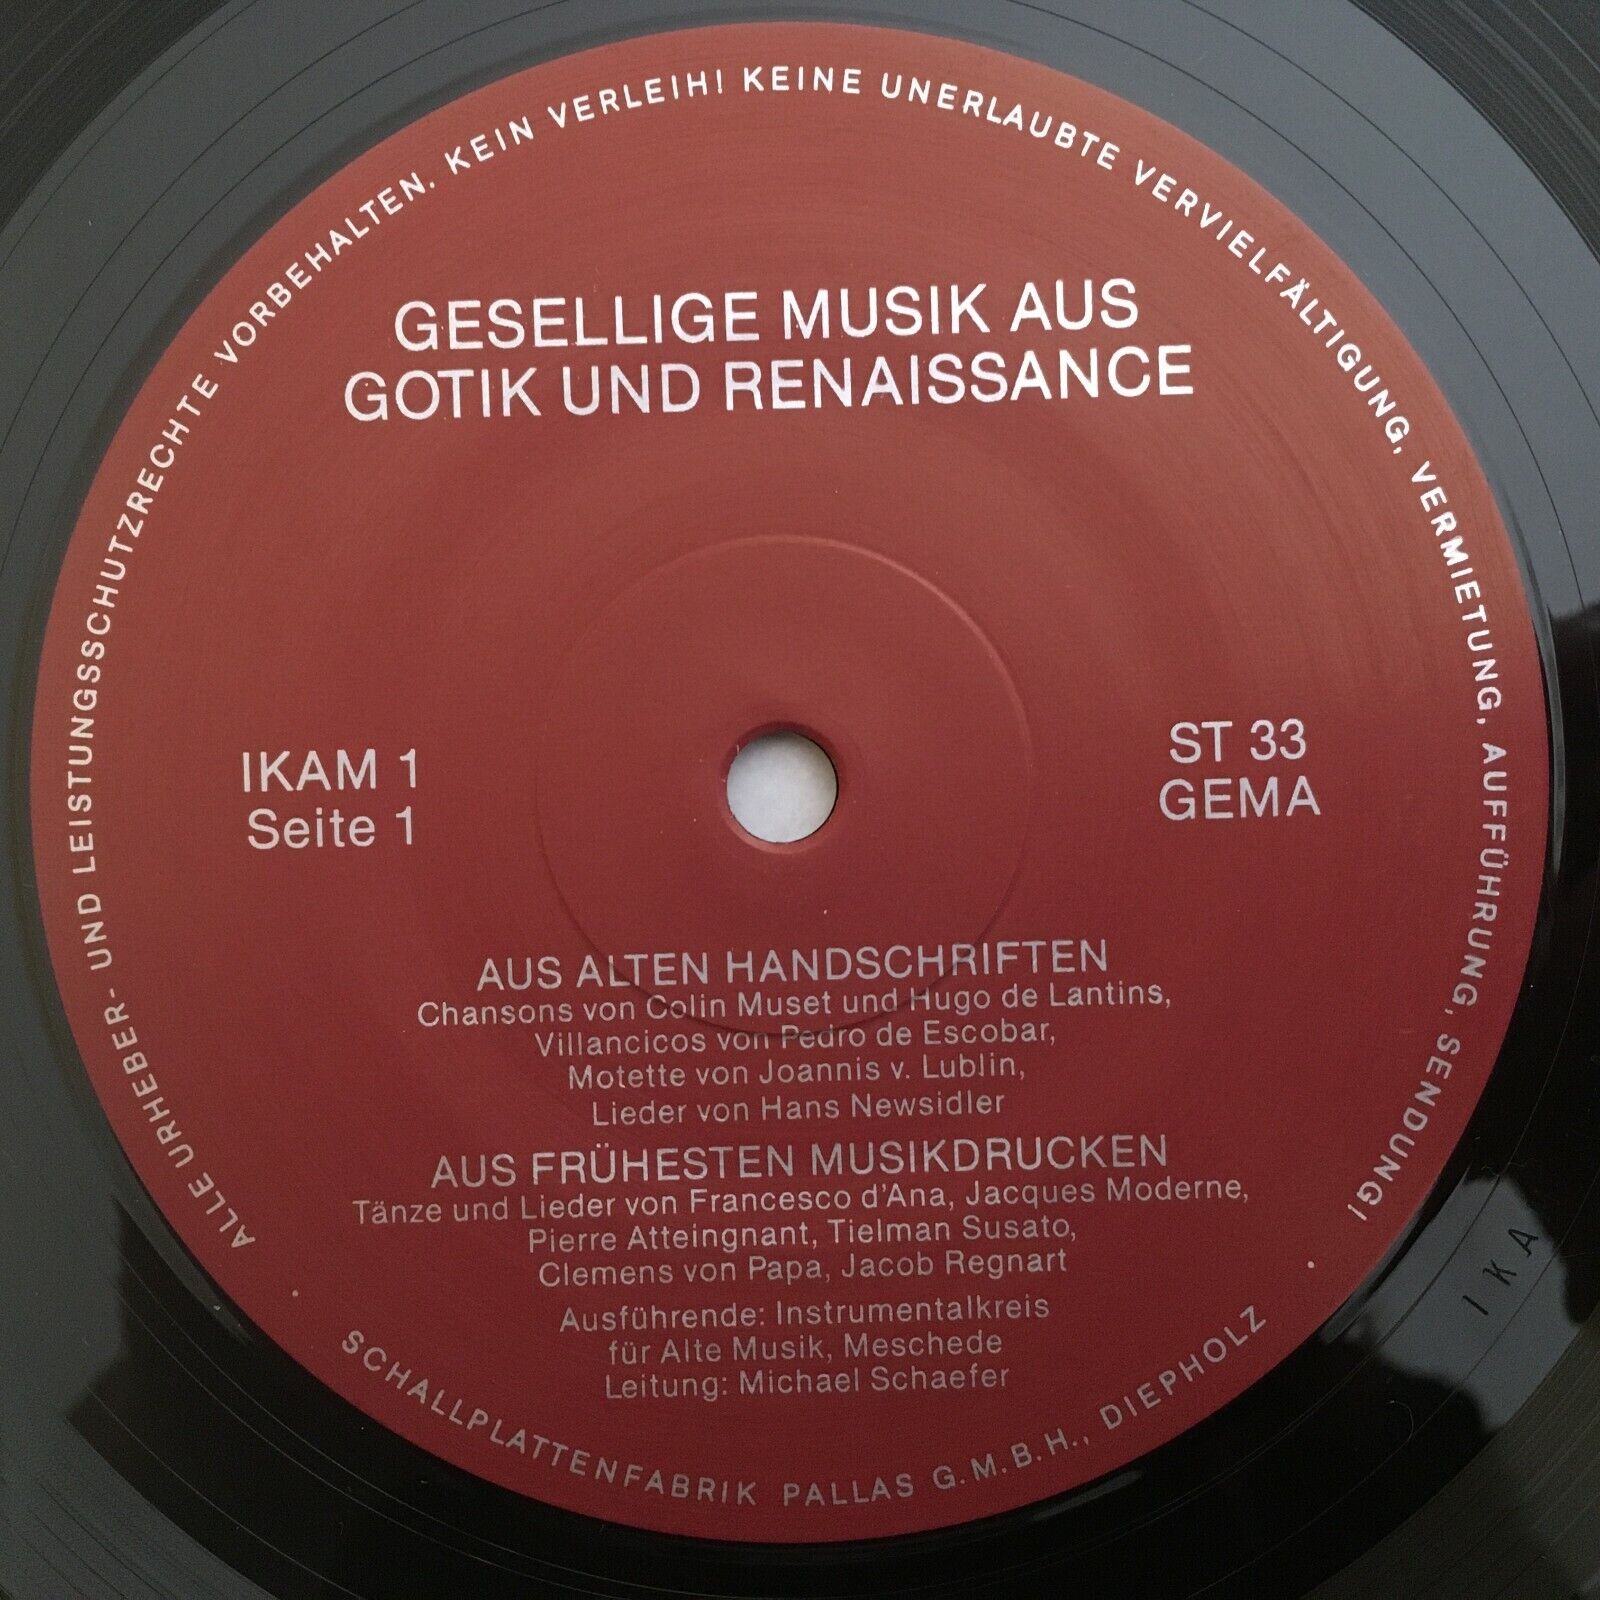 ALLE URHEBER- UND LEISTUNGSSCHUTZRECHTE VORBEHALTEN. KEIN VERLEIH! KEINE UNERLAUBTE VERVIELFÄLTIGUNG, VERMIETUNG, AUFFÜHRUNG, SENDUNG!
GESELLIGE MUSIK AUS
GOTIK UND RENAISSANCE
IKAM 1
Seite 1
ST 33
GEMA
AUS ALTEN HANDSCHRIFTEN
Chansons von Colin Muset und Hugo de Lantins,
Villancicos von Pedro de Escobar,
Motette von Joannis v. Lublin,
Lieder von Hans Newsidler
AUS FRÜHESTEN MUSIKDRUCKEN
Tänze und Lieder von Francesco d'Ana, Jacques Moderne,
Pierre Atteingnant, Tielman Susato,
Clemens von Papa, Jacob Regnart
Ausführende: Instrumentalkreis
für Alte Musik, Meschede
Leitung: Michael Schaefer
SCHALLPLATTENFABRIK PALLAS G.M.B.H., DIEPHOLZ
IKA